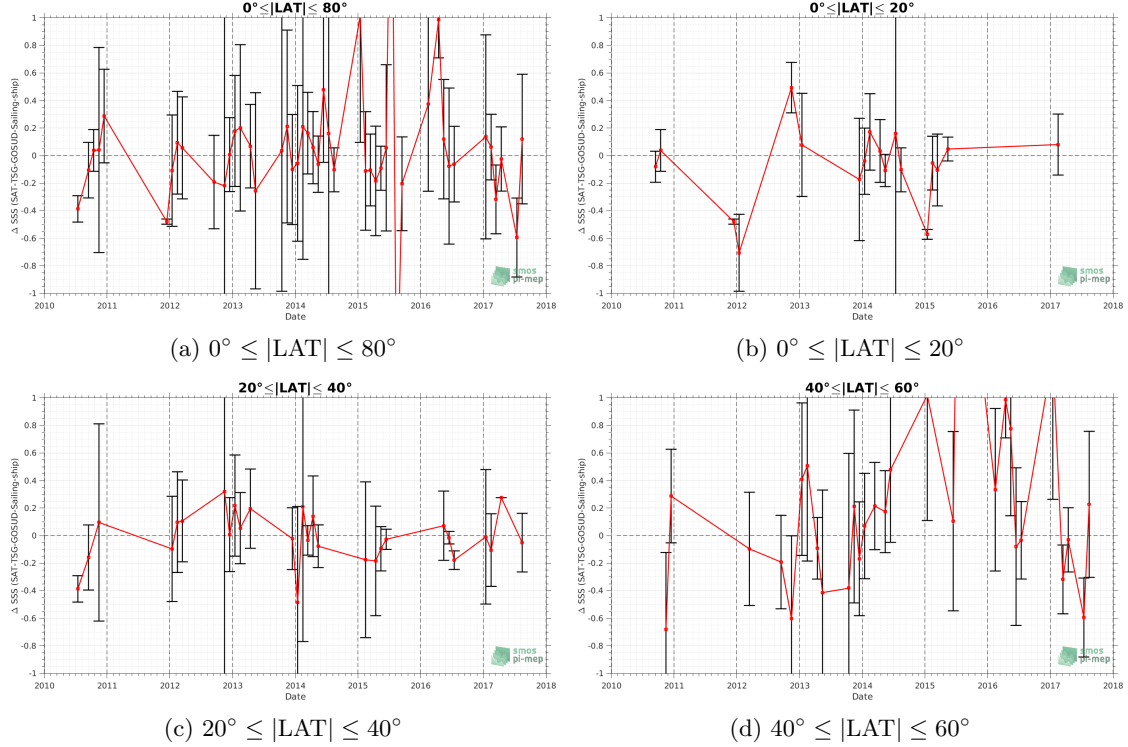 0°≤|LAT|≤ 80°
Δ SSS (SAT-TSG-GOSUD-Sailing-ship)
1
0.8
0.6
0.4
0.2
0
-0.2
-0.4
-0.6
-0.8
-1
2010 2011 2012 2013 2014 2015 2016 2017 2018
Date
smos
pi-mep
(a) 0° ≤ |LAT| ≤ 80°
0°≤|LAT|≤ 20°
Δ SSS (SAT-TSG-GOSUD-Sailing-ship)
1
0.8
0.6
0.4
0.2
0
-0.2
-0.4
-0.6
-0.8
-1
2010 2011 2012 2013 2014 2015 2016 2017 2018
Date
smos
pi-mep
(b) 0° ≤ |LAT| ≤ 20°
20°≤|LAT|≤ 40°
Δ SSS (SAT-TSG-GOSUD-Sailing-ship)
1
0.8
0.6
0.4
0.2
0
-0.2
-0.4
-0.6
-0.8
-1
2010 2011 2012 2013 2014 2015 2016 2017 2018
Date
smos
pi-mep
(c) 20° ≤ |LAT| ≤ 40°
40°≤|LAT|≤ 60°
Δ SSS (SAT-TSG-GOSUD-Sailing-ship)
1
0.8
0.6
0.4
0.2
0
-0.2
-0.4
-0.6
-0.8
-1
2010 2011 2012 2013 2014 2015 2016 2017 2018
Date
smos
pi-mep
(d) 40° ≤ |LAT| ≤ 60°